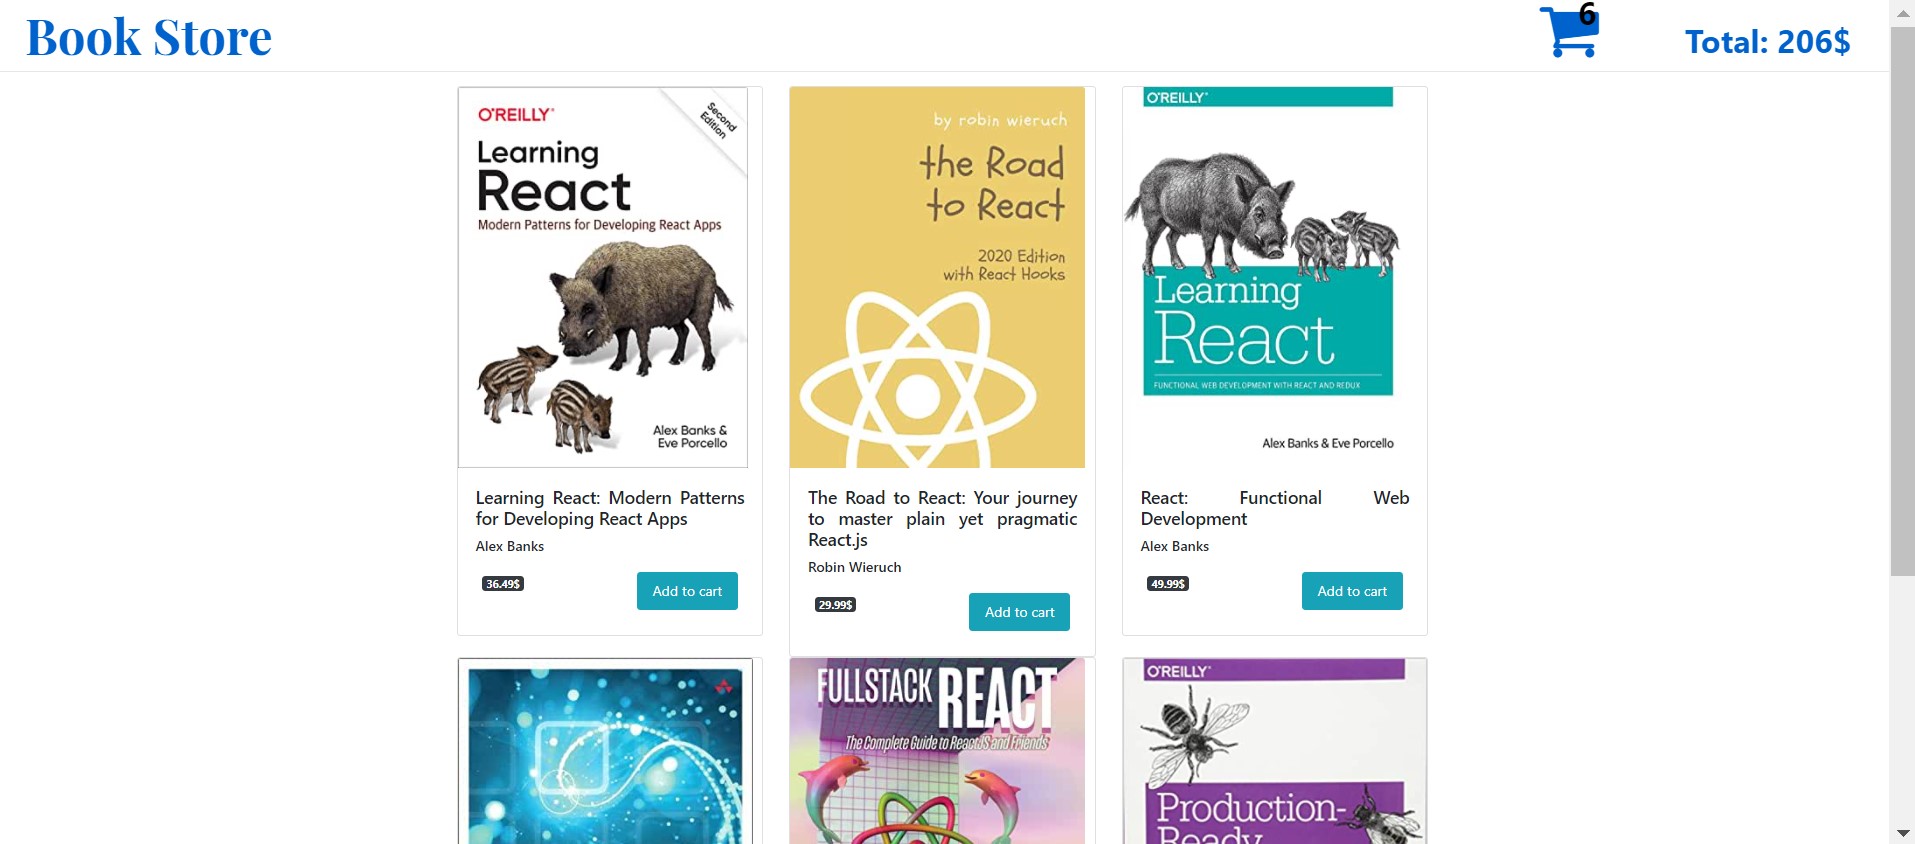 Book Store
6
Total: 206$
O'REILLY®
Second
Edition
Learning
React
Modern Patterns for Developing React Apps
Alex Banks &
Eve Porcello
Learning React: Modern Patterns
for Developing React Apps
Alex Banks
36.49$
Add to cart
by robin wieruch
the Road
to React
2020 Edition
with React Hooks
The Road to React: Your journey
to master plain yet pragmatic
React.js
Robin Wieruch
29.99$
Add to cart
O'REILLY®
Learning
React
FUNCTIONAL WEB DEVELOPMENT WITH REACT AND REDUX
Alex Banks & Eve Porcello
React: Functional Web
Development
Alex Banks
49.99$
Add to cart
FULLSTACK REACT
The Complete Guide to ReactJS and Friends
O'REILLY®
Production-
Ready